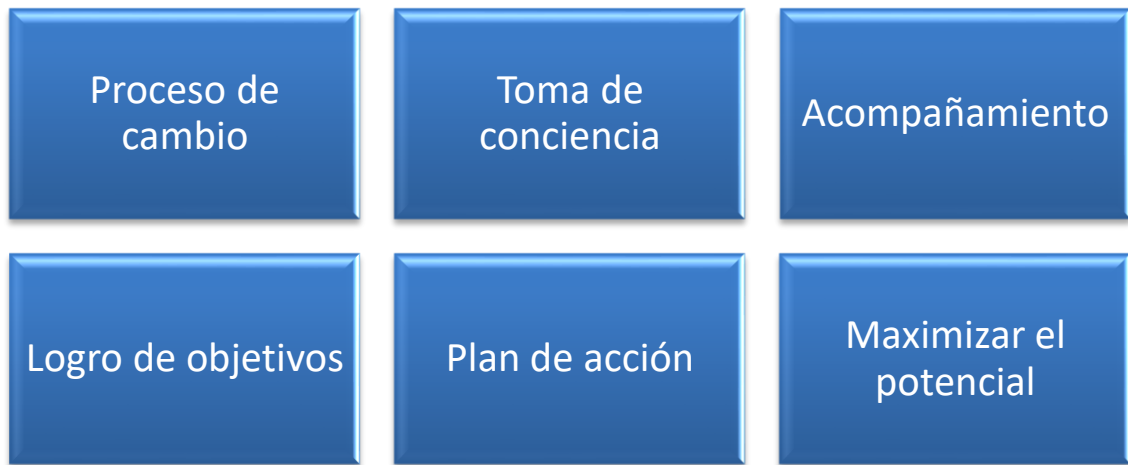 Proceso de
cambio
Toma de
conciencia
Acompañamiento
Logro de objetivos
Plan de acción
Maximizar el
potencial